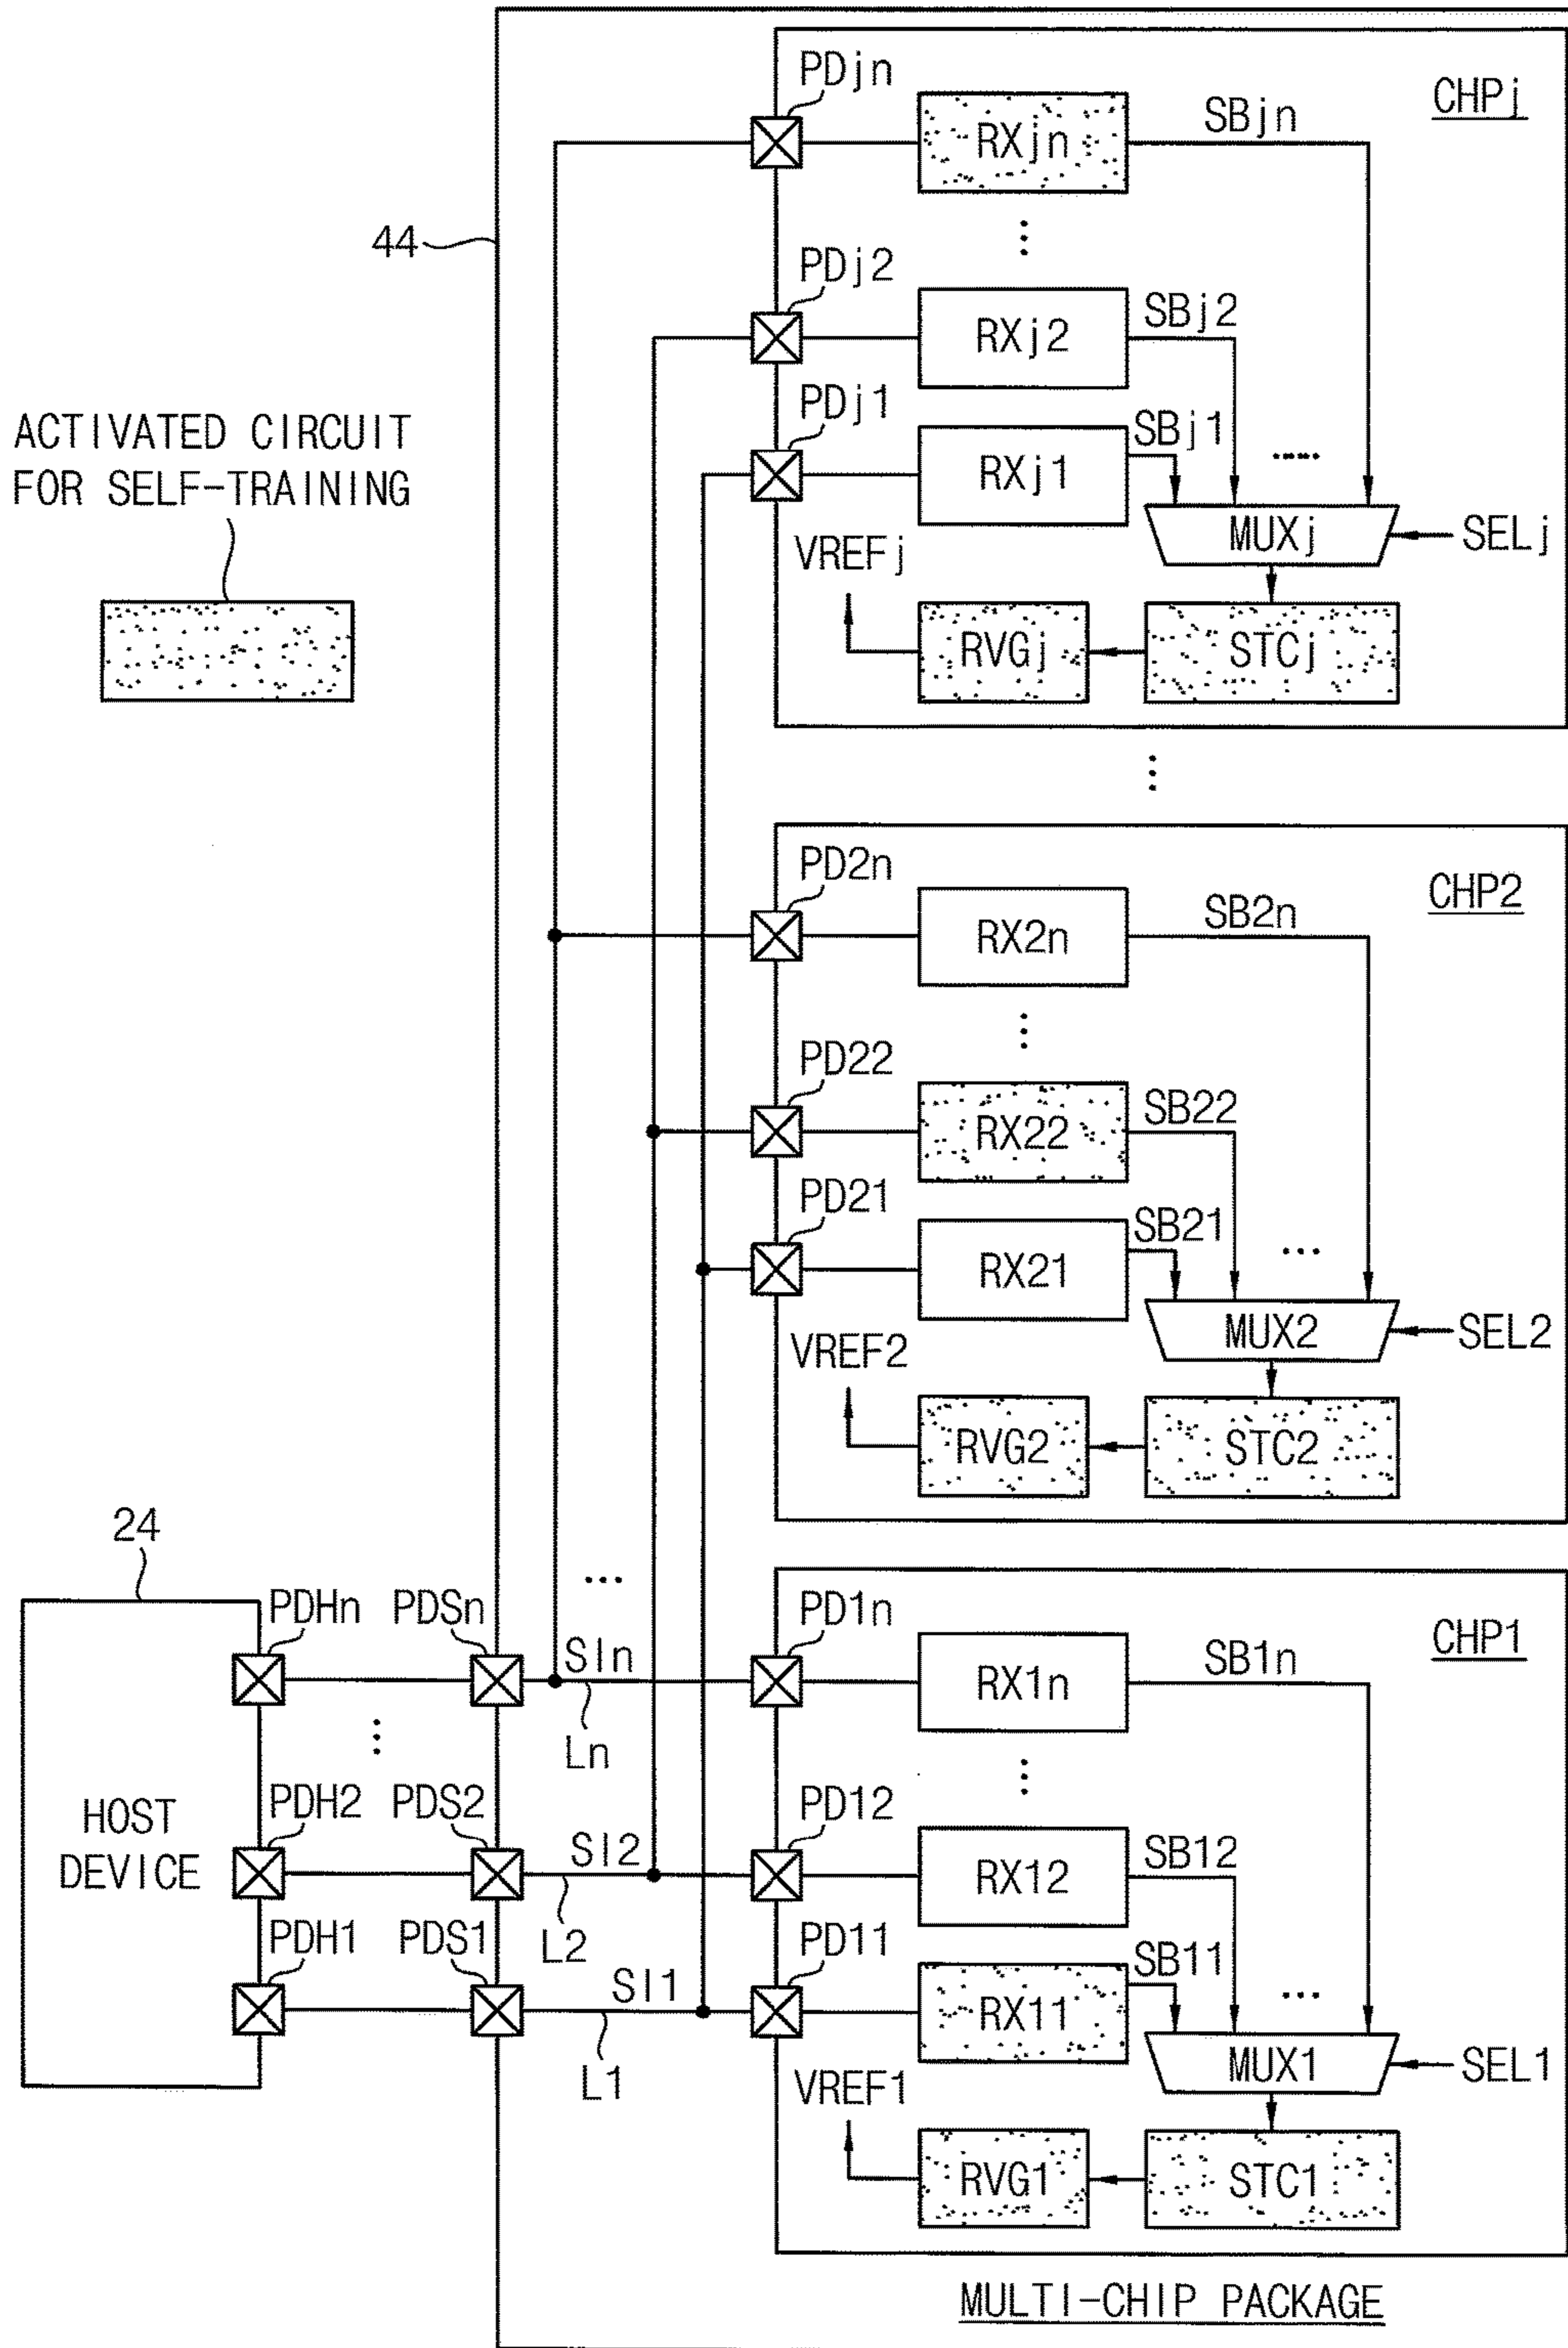 PDjn
CHPj
RXjn
SBjn
44
PDj2
RXj2
SBj2
ACTIVATED CIRCUIT
FOR SELF-TRAINING
PDj1
RXj1
SBj1
MUXj
SELj
VREFj
RVGj
STCj
PD2n
CHP2
RX2n
SB2n
PD22
RX22
SB22
PD21
RX21
SB21
MUX2
SEL2
VREF2
RVG2
STC2
24
PDHn
PDSn
SIn
Ln
PD1n
CHP1
RX1n
SB1n
HOST
DEVICE
PDH2
PDS2
SI2
L2
PD12
RX12
SB12
PDH1
PDS1
SI1
L1
PD11
RX11
SB11
MUX1
SEL1
VREF1
RVG1
STC1
MULTI-CHIP PACKAGE